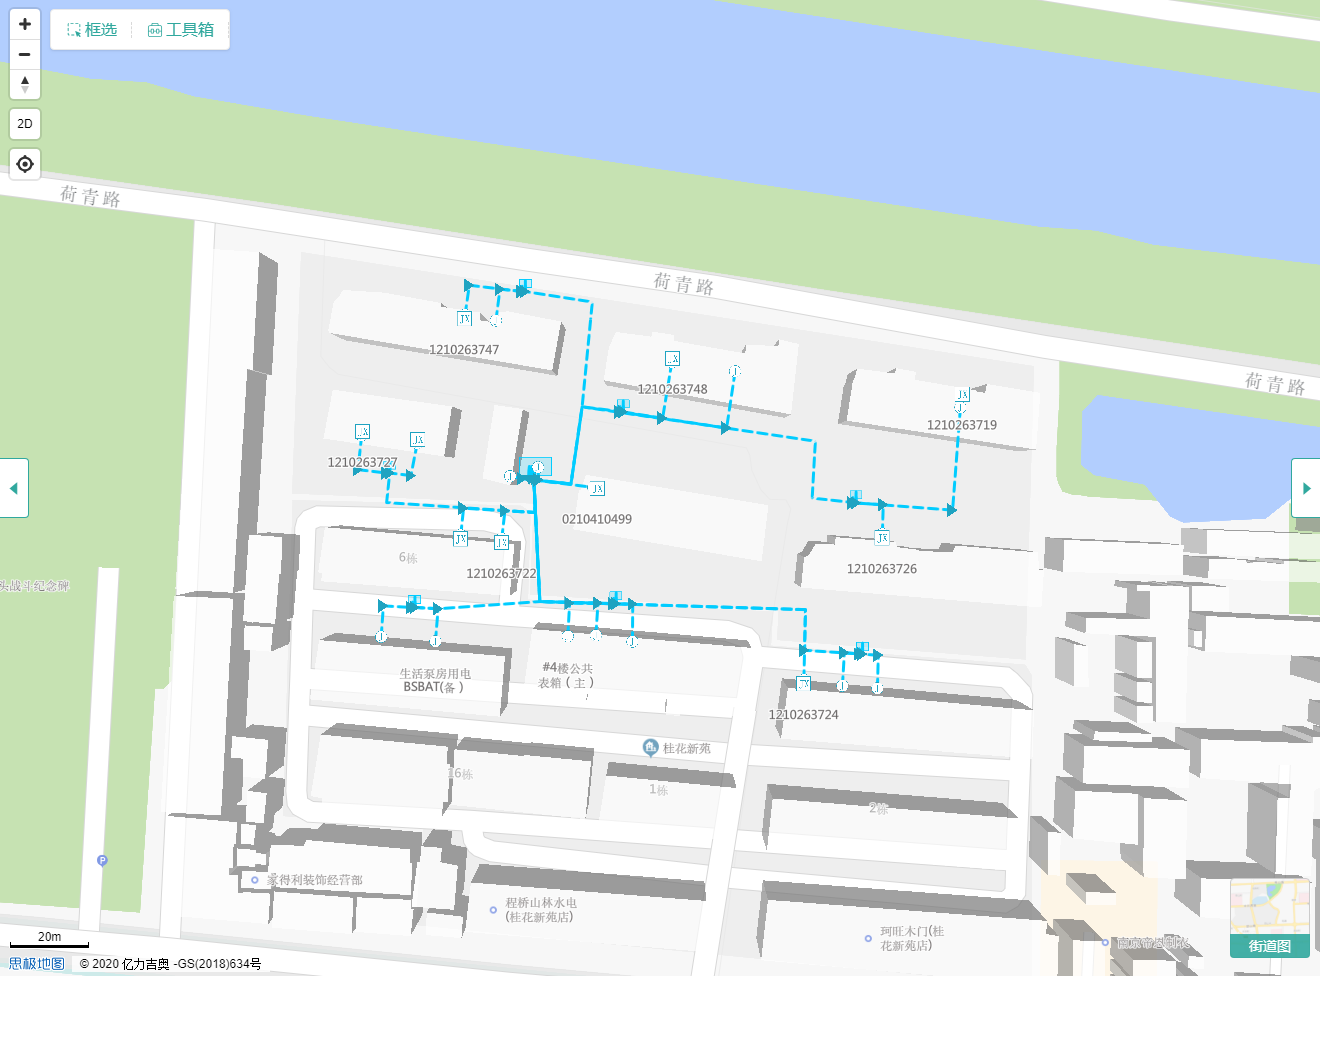 框选
工具箱
2D
荷青路
荷青路
荷青路
1210263747
1210263748
1210263719
1210263727
0210410499
6栋
1210263722
1210263726
头战斗纪念碑
生活泵房用电
BSBAT(备)
#4楼公共
表箱(主)
1210263724
桂花新苑
16栋
1栋
2栋
P
家得利装饰经营部
程桥山林水电
(桂花新苑店)
珂旺木门(桂
花新苑店)
20m
街道图
思极地图
© 2020 亿力吉奥 -GS(2018)634号